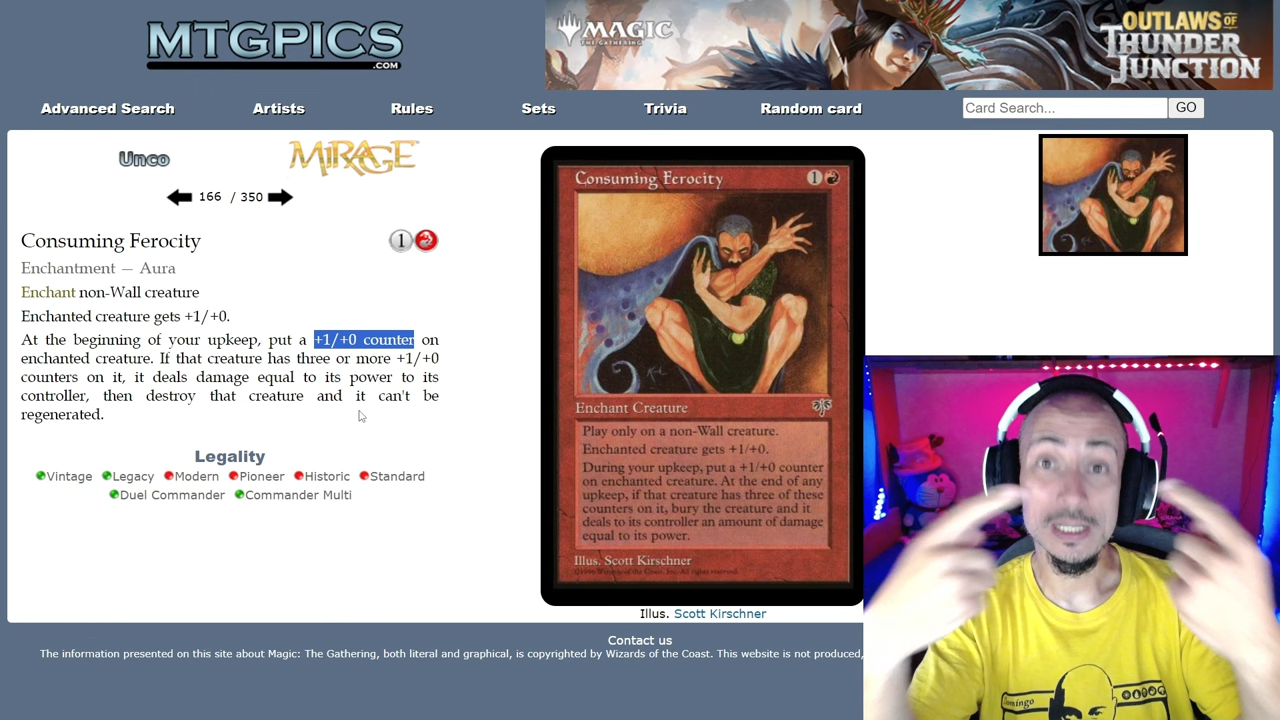 MTGPICS
.COM
MAGIC
THE GATHERING
OUTLAWS OF
THUNDER
JUNCTION
Advanced Search
Artists
Rules
Sets
Trivia
Random card
Card Search...
GO
Unco
MIRAGE
166 / 350
Consuming Ferocity
1
Enchantment — Aura
Enchant non-Wall creature
Enchanted creature gets +1/+0.
At the beginning of your upkeep, put a +1/+0 counter on
enchanted creature. If that creature has three or more +1/+0
counters on it, it deals damage equal to its power to its
controller, then destroy that creature and it can't be
regenerated.
Legality
Vintage Legacy Modern Pioneer Historic Standard
Duel Commander Commander Multi
Consuming Ferocity
1
Enchant Creature
Play only on a non-Wall creature.
Enchanted creature gets +1/+0.
During your upkeep, put a +1/+0 counter
on enchanted creature. At the end of any
upkeep, if that creature has three of these
counters on it, bury the creature and it
deals to its controller an amount of damage
equal to its power.
Illus. Scott Kirschner
Illus. Scott Kirschner
Contact us
The information presented on this site about Magic: The Gathering, both literal and graphical, is copyrighted by Wizards of the Coast. This website is not produced,
Domingo